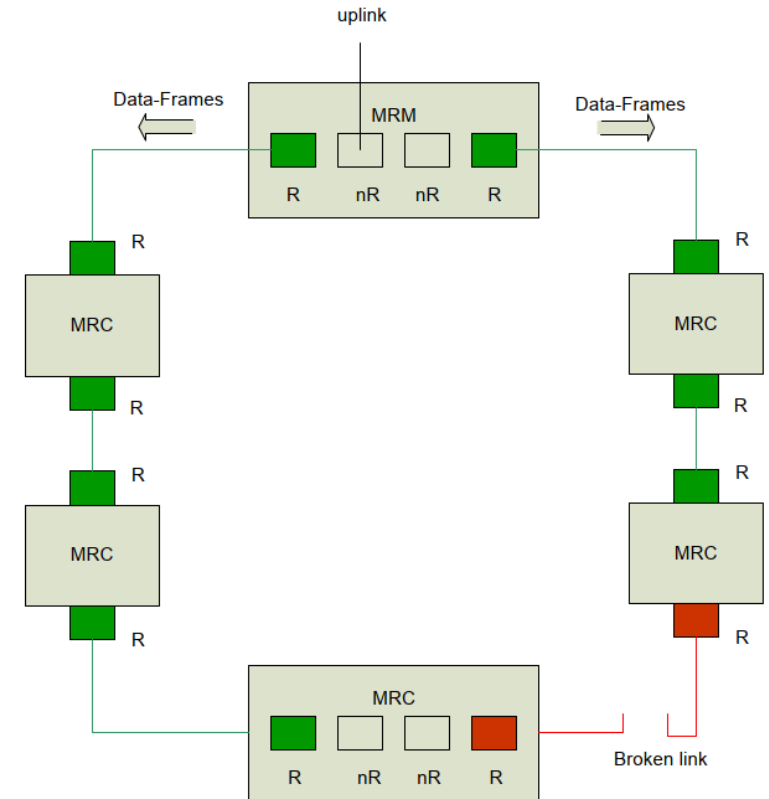 uplink
Data-Frames
Data-Frames
MRM
R nR nR R
R
R
MRC
MRC
R
R
R
R
MRC
MRC
R
R
MRC
Broken link
R nR nR R